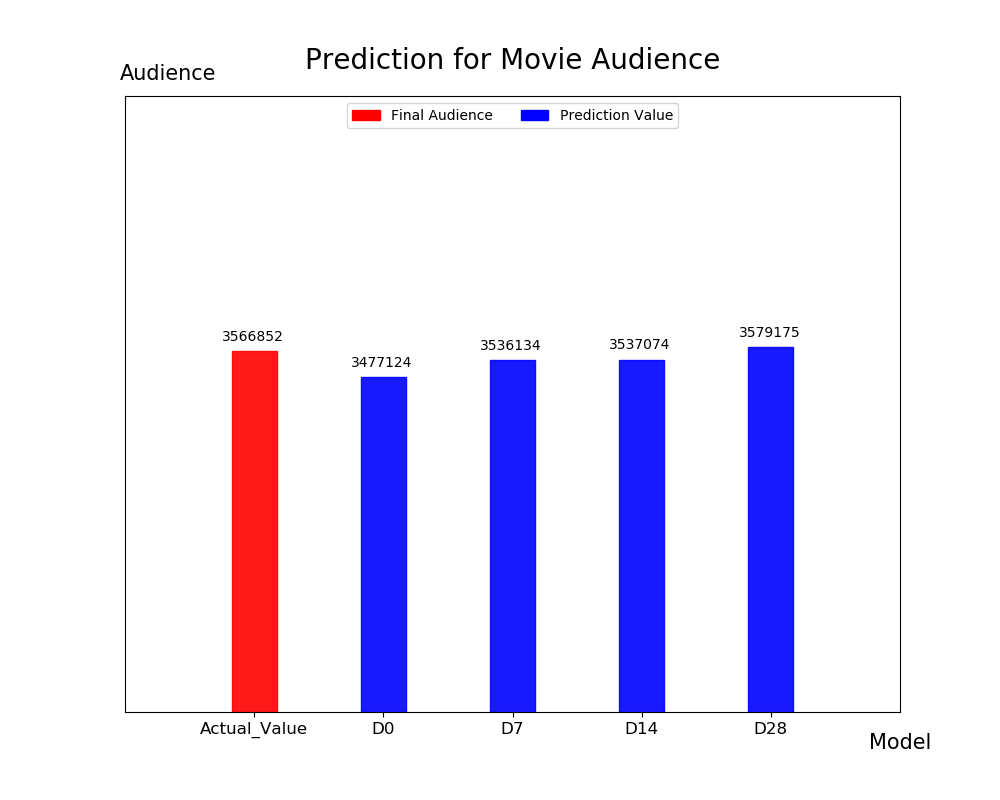 Prediction for Movie Audience
Audience
Final Audience Prediction Value
3566852 3477124 3536134 3537074 3579175
Actual_Value D0 D7 D14 D28
Model